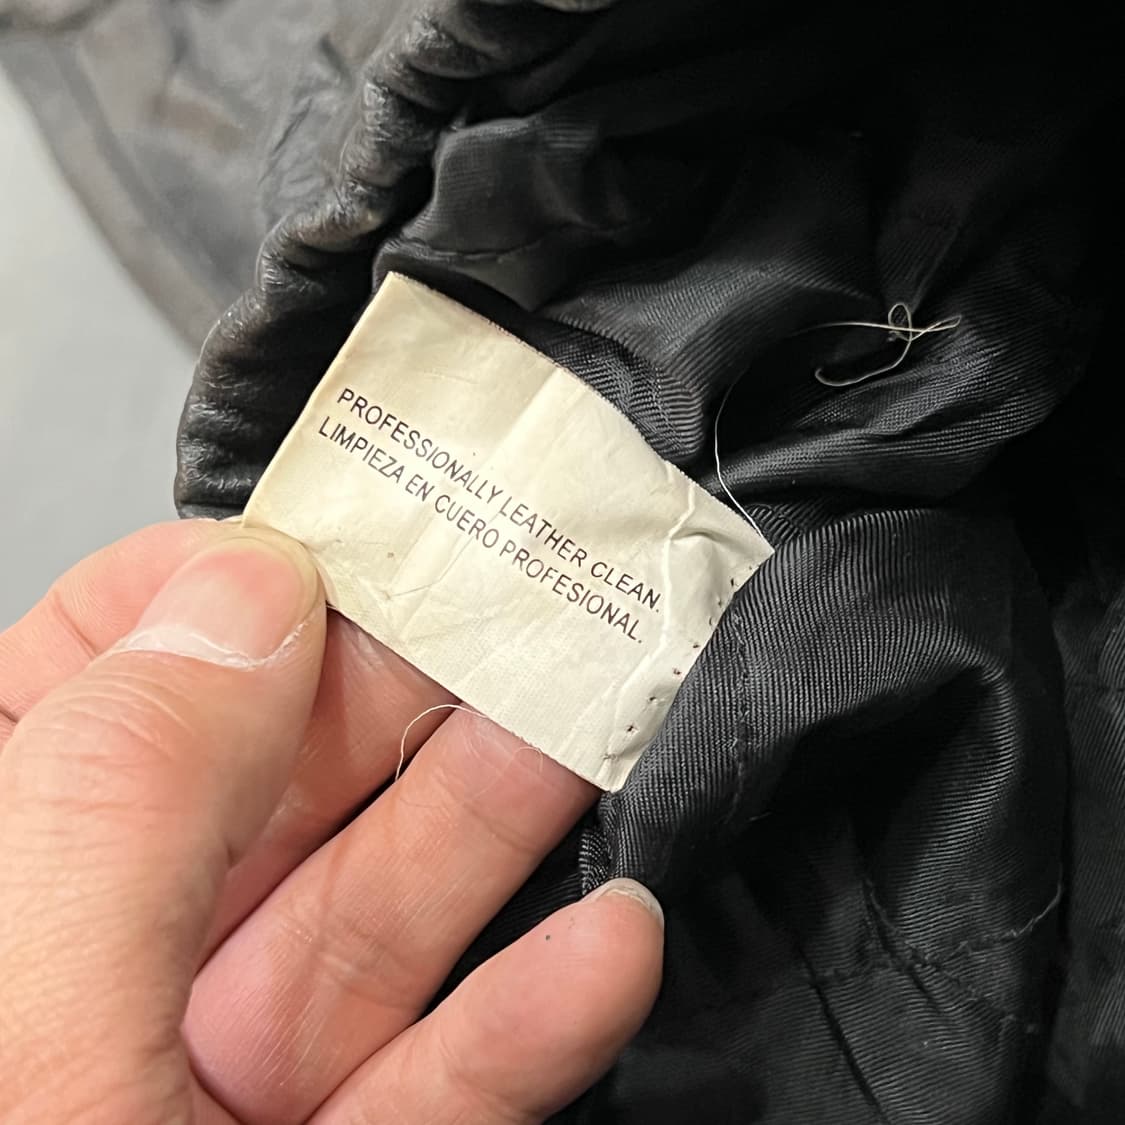 PROFESSIONALLY LEATHER CLEAN.
LIMPIEZA EN CUERO PROFESIONAL.